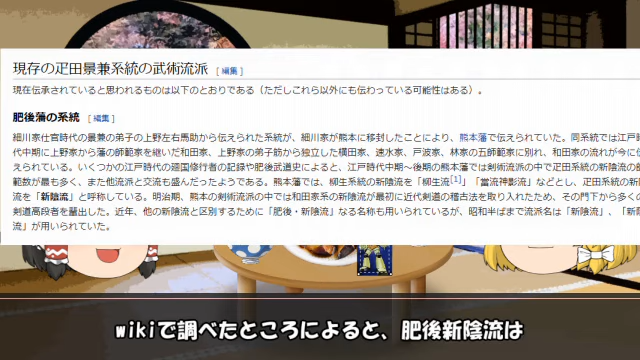 現存の疋田景兼系統の武術流派 [ 編集 ]
現在伝承されていると思われるものは以下のとおりである（ただしこれら以外にも伝わっている可能性はある）。
肥後藩の系統 [ 編集 ]
細川家仕官時代の景兼の弟子の上野左右馬助から伝えられた系統が、細川家が熊本に移封したことにより、熊本藩で伝えられていた。同系統では江戸時
代中期に上野家から藩の師範家を継いだ和田家、上野家の弟子筋から独立した横田家、速水家、戸波家、林家の五師範家に別れ、和田家の流れが今に伝
えられている。いくつかの江戸時代の廻国修行者の記録や肥後武道史によると、江戸時代中期～後期の熊本藩では剣術流派の中で疋田系統の新陰流の師
範数が最も多く、また他流派と交流も盛んだったようである。熊本藩では、柳生系統の新陰流を「柳生流[1]」「當流神影流」などとし、疋田系統の新陰
流を「新陰流」と呼称している。明治期、熊本の剣術流派の中では和田家系の新陰流が最初に近代剣道の稽古法を取り入れたため、その門下から多くの
剣道高段者を輩出した。近年、他の新陰流と区別するために「肥後・新陰流」なる名称も用いられているが、昭和半ばまで流派名は「新陰流」、「新陰
流」が用いられていた。
wikiで調べたところによると、肥後新陰流は